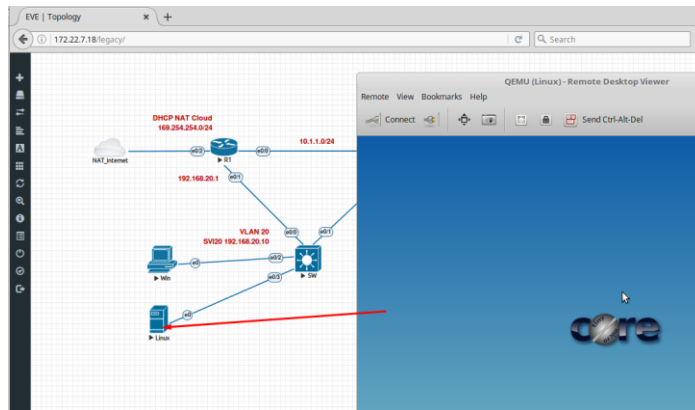 EVE | Topology
172.22.7.18/legacy/
Search
QEMU (Linux) - Remote Desktop Viewer
Remote View Bookmarks Help
Connect
Send Ctrl-Alt-Del
DHCP NAT Cloud
169.254.254.0/24
10.1.1.0/24
NAT_Internet
e0/2
R1
e0/0
192.168.20.1
e0/1
VLAN 20
SVI20 192.168.20.10
e0/0
e0/1
Win
e0
e0/2
SW
e0/3
e0
Linux
core